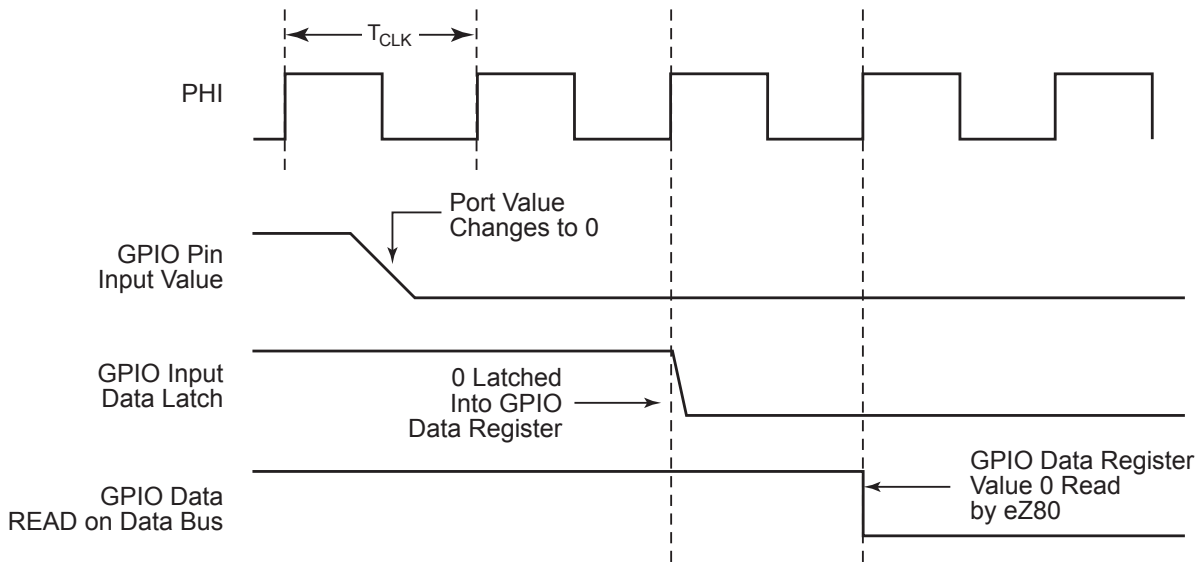 TCLK
PHI
Port Value
Changes to 0
GPIO Pin
Input Value
GPIO Input
Data Latch
0 Latched
Into GPIO
Data Register
GPIO Data
READ on Data Bus
GPIO Data Register
Value 0 Read
by eZ80